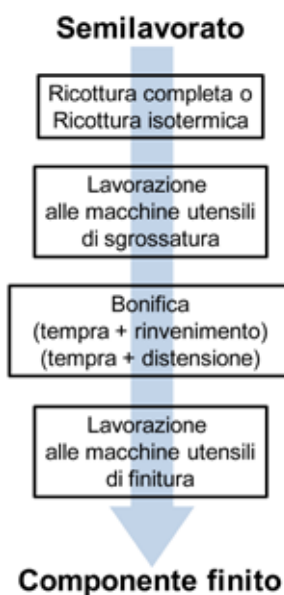 Semilavorato
Ricottura completa o
Ricottura isotermica
Lavorazione
alle macchine utensili
di sgrossatura
Bonifica
(tempra + rinvenimento)
(tempra + distensione)
Lavorazione
alle macchine utensili
di finitura
Componente finito